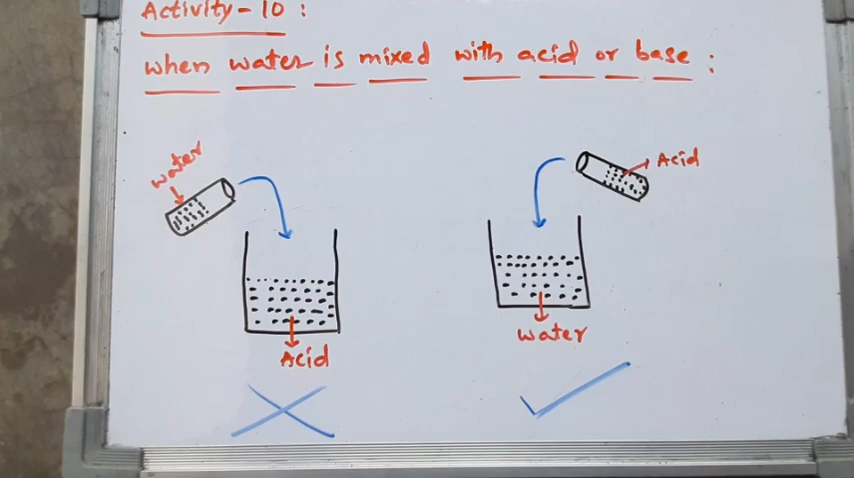 Activity-10 :
when water is mixed with acid or base :
water
Acid
Acid
water